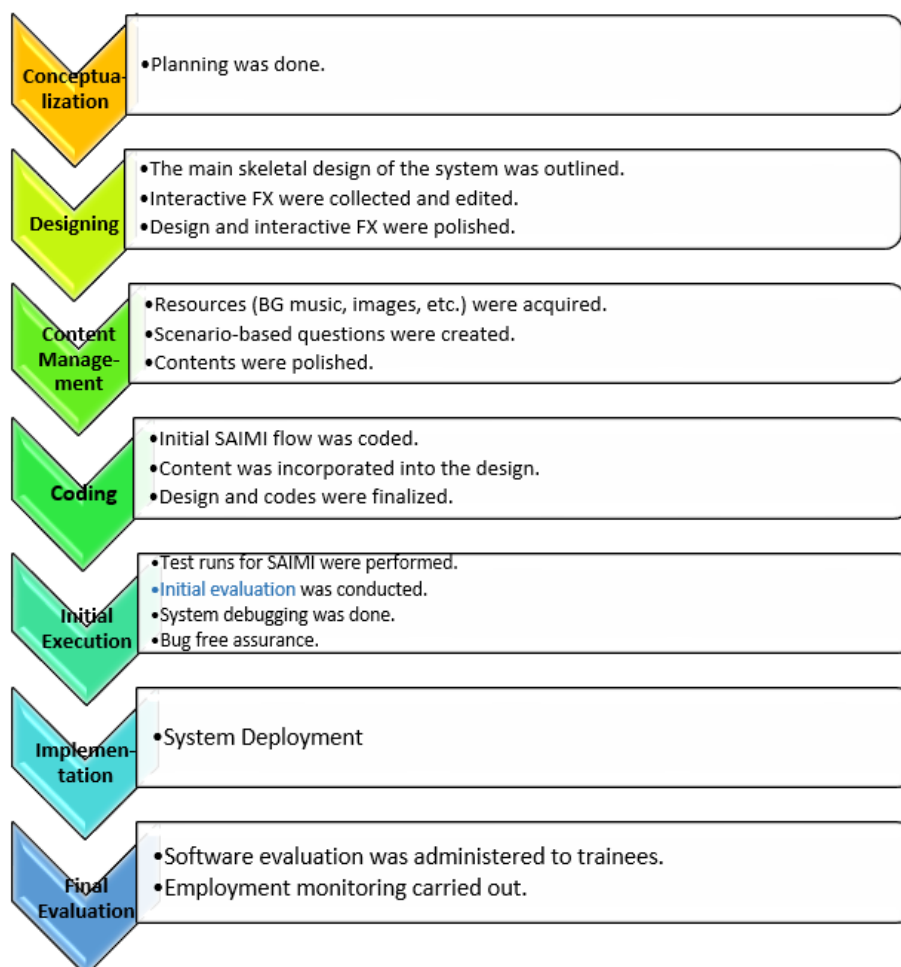 Conceptua-
lization
•Planning was done.
Designing
•The main skeletal design of the system was outlined.
•Interactive FX were collected and edited.
•Design and interactive FX were polished.
Content
Manage-
ment
•Resources (BG music, images, etc.) were acquired.
•Scenario-based questions were created.
•Contents were polished.
Coding
•Initial SAIMI flow was coded.
•Content was incorporated into the design.
•Design and codes were finalized.
Initial
Execution
•Test runs for SAIMI were performed.
•Initial evaluation was conducted.
•System debugging was done.
•Bug free assurance.
Implemen-
tation
•System Deployment
Final
Evaluation
•Software evaluation was administered to trainees.
•Employment monitoring carried out.